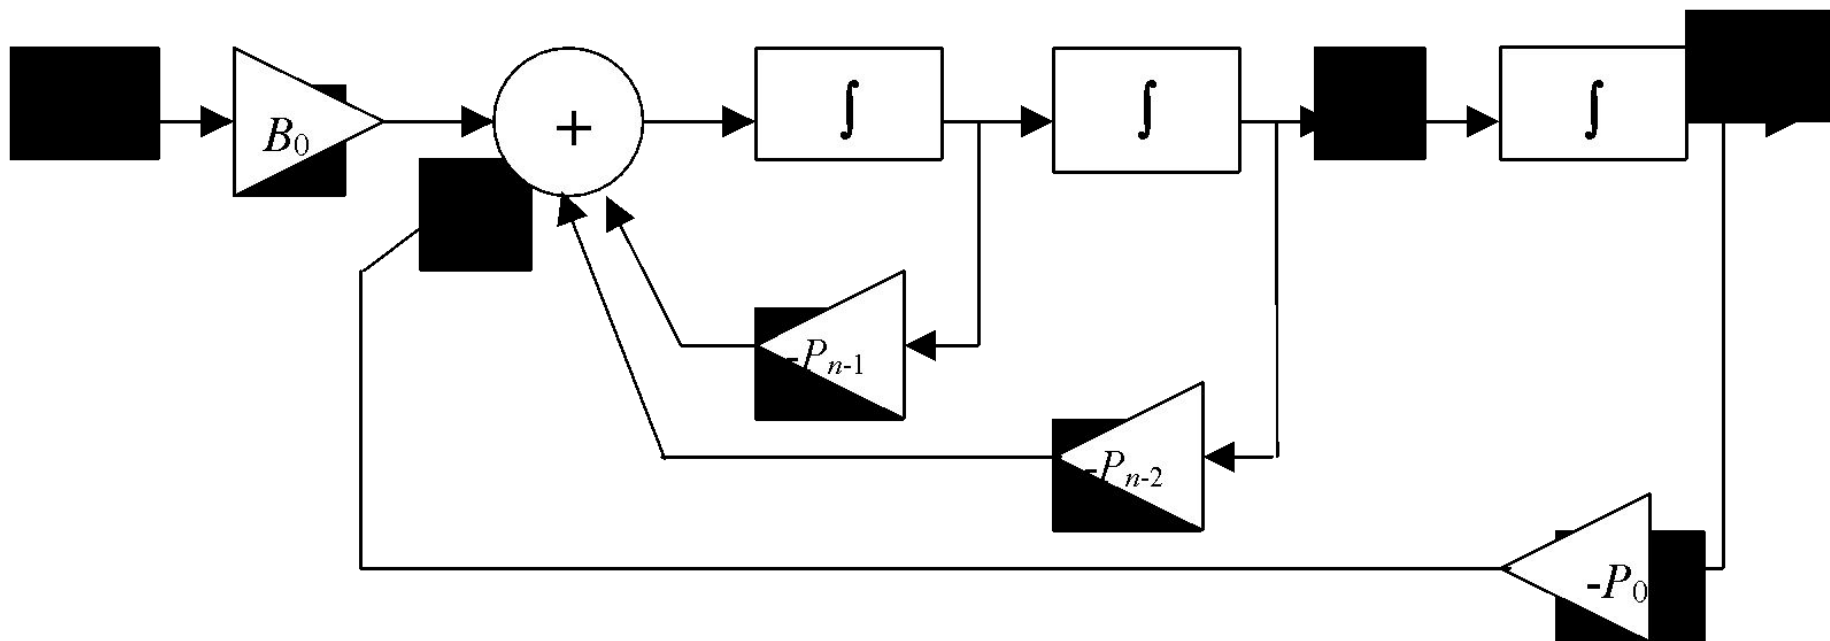 B₀ + ∫ ∫ ∫
-Pₙ₋₁
-Pₙ₋₂
-P₀